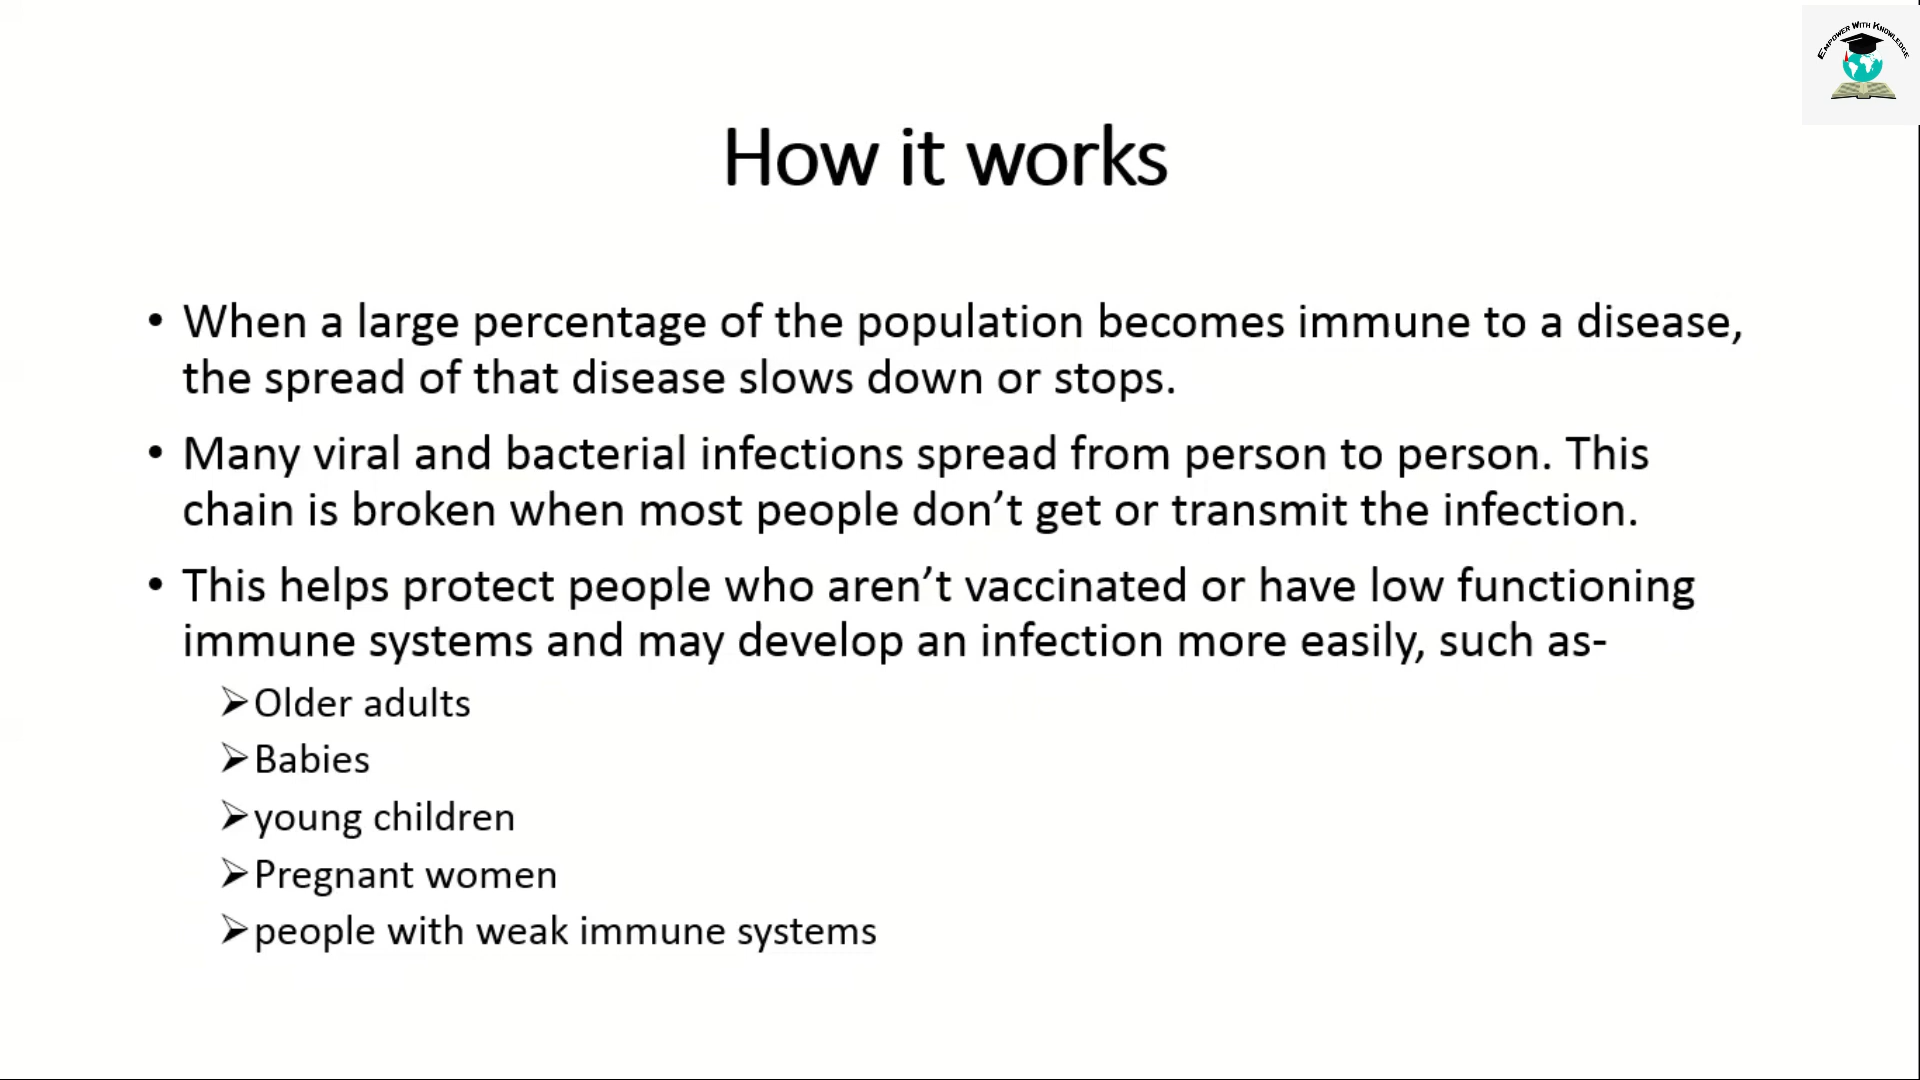 EMPOWER WITH KNOWLEDGE
How it works
• When a large percentage of the population becomes immune to a disease,
the spread of that disease slows down or stops.
• Many viral and bacterial infections spread from person to person. This
chain is broken when most people don’t get or transmit the infection.
• This helps protect people who aren’t vaccinated or have low functioning
immune systems and may develop an infection more easily, such as-
➢Older adults
➢Babies
➢young children
➢Pregnant women
➢people with weak immune systems